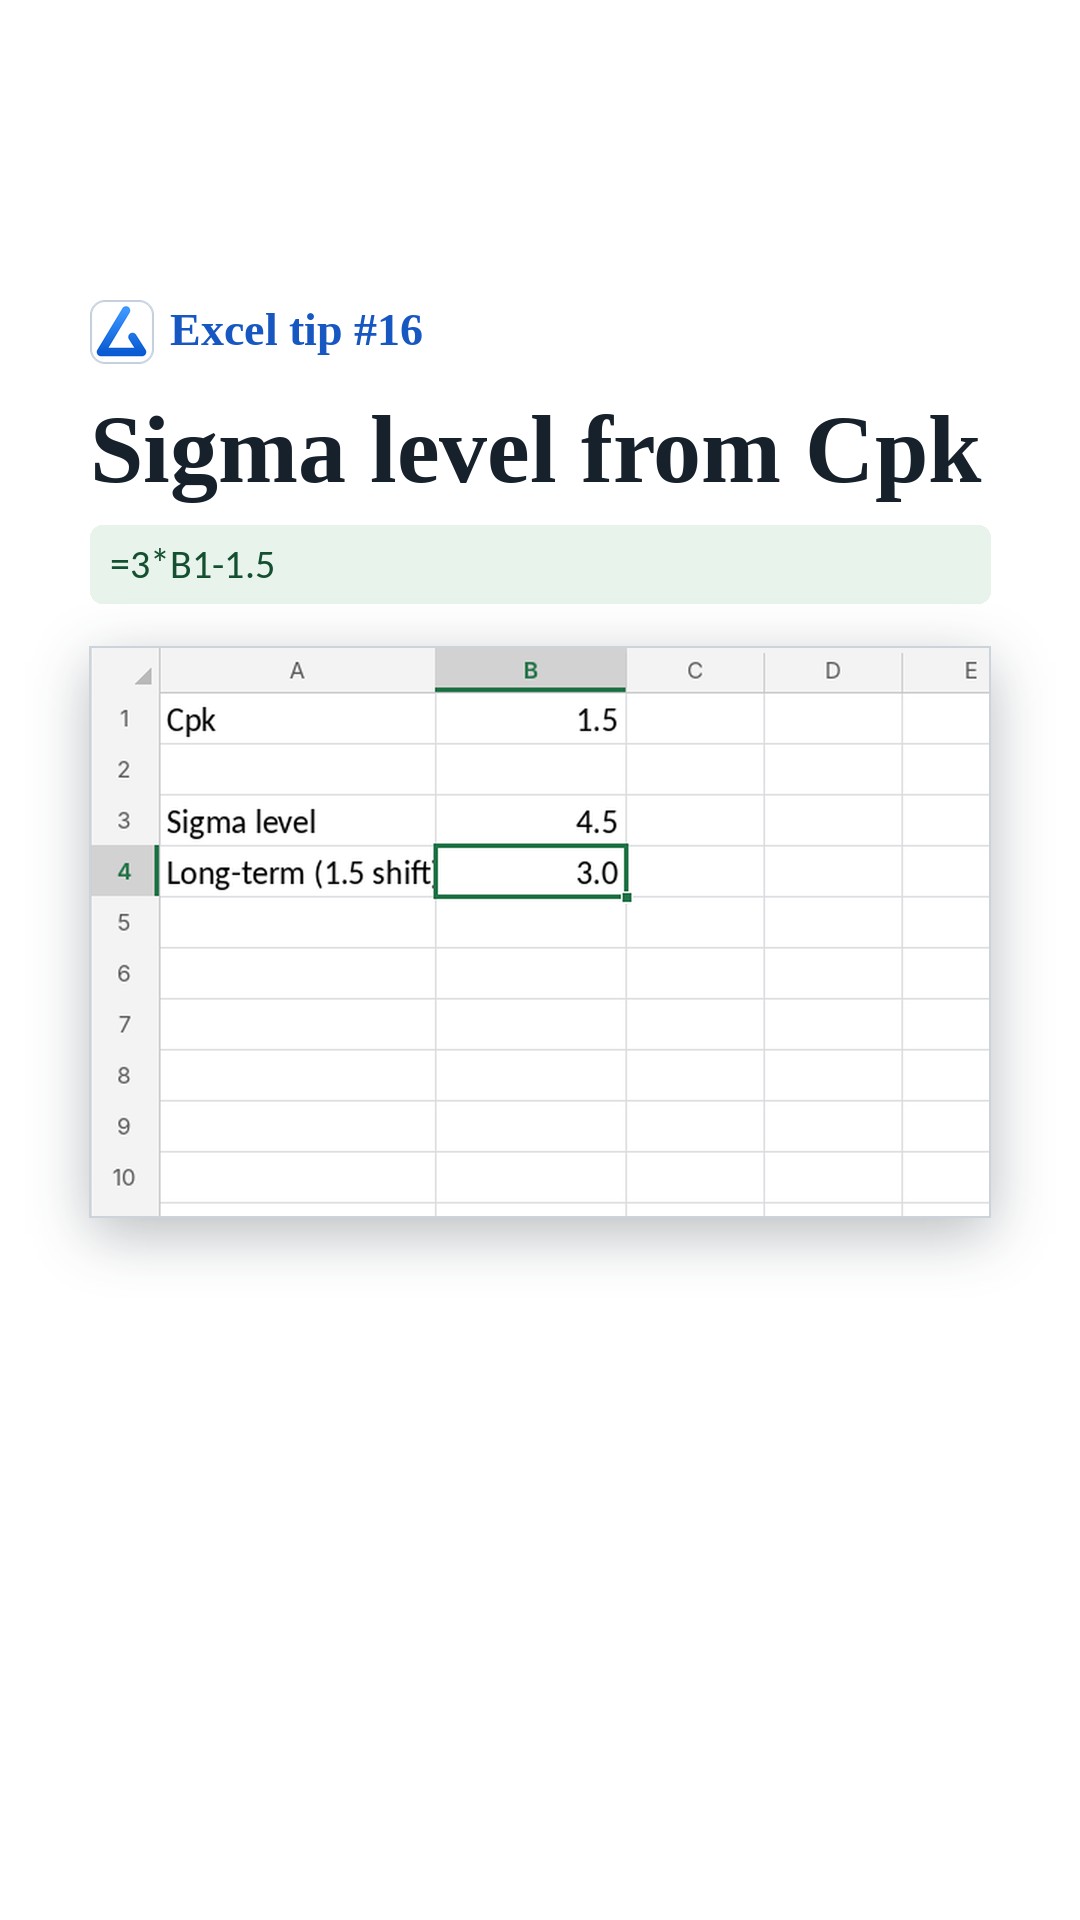 Excel tip #16
Sigma level from Cpk
=3*B1-1.5
A B C D E
1 Cpk 1.5
2
3 Sigma level 4.5
4 Long-term (1.5 shift) 3.0
5
6
7
8
9
10